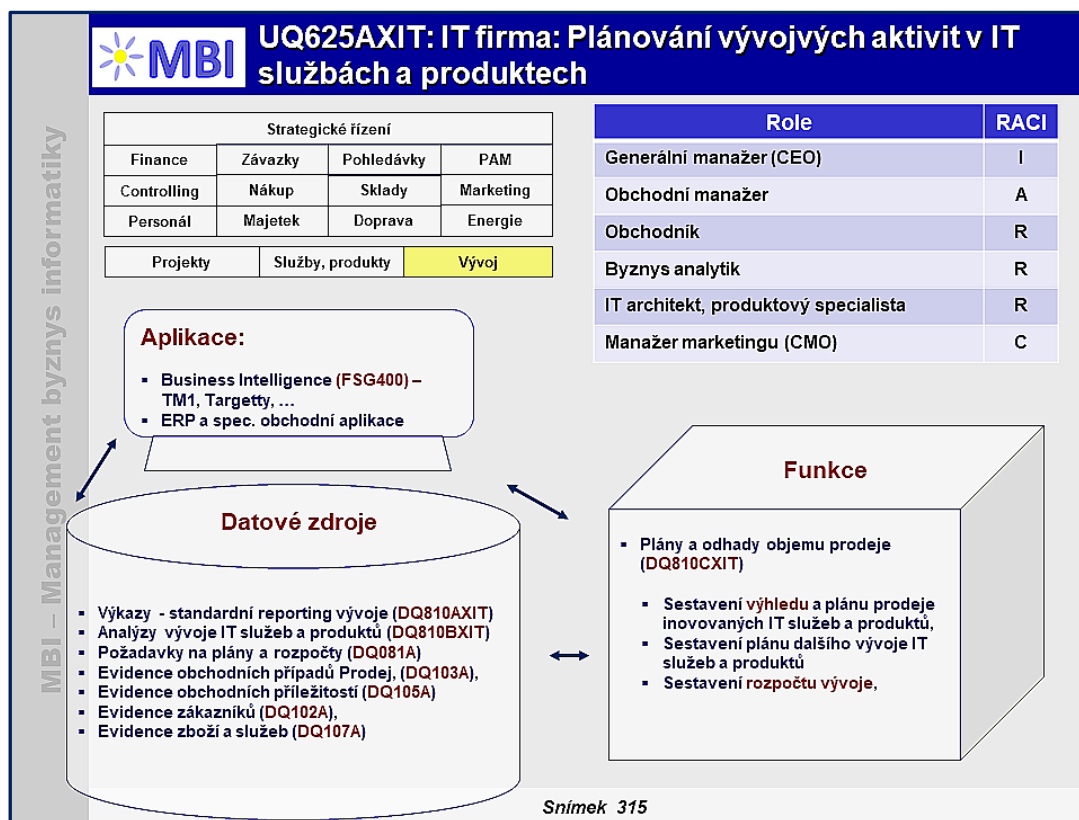 MBI
UQ625AXIT: IT firma: Plánování vývojvých aktivit v IT
službách a produktech
MBI – Management byznys informatiky
Strategické řízení
Finance Závazky Pohledávky PAM
Controlling Nákup Sklady Marketing
Personál Majetek Doprava Energie
Projekty Služby, produkty Vývoj
Role RACI
Generální manažer (CEO) I
Obchodní manažer A
Obchodník R
Byznys analytik R
IT architekt, produktový specialista R
Manažer marketingu (CMO) C
Aplikace:
▪ Business Intelligence (FSG400) –
TM1, Targetty, ...
▪ ERP a spec. obchodní aplikace
Datové zdroje
▪ Výkazy - standardní reporting vývoje (DQ810AXIT)
▪ Analýzy vývoje IT služeb a produktů (DQ810BXIT)
▪ Požadavky na plány a rozpočty (DQ081A)
▪ Evidence obchodních případů Prodej, (DQ103A),
▪ Evidence obchodních příležitostí (DQ105A)
▪ Evidence zákazníků (DQ102A),
▪ Evidence zboží a služeb (DQ107A)
Funkce
▪ Plány a odhady objemu prodeje
(DQ810CXIT)
▪ Sestavení výhledu a plánu prodeje
inovovaných IT služeb a produktů,
▪ Sestavení plánu dalšího vývoje IT
služeb a produktů
▪ Sestavení rozpočtu vývoje,
Snímek 315